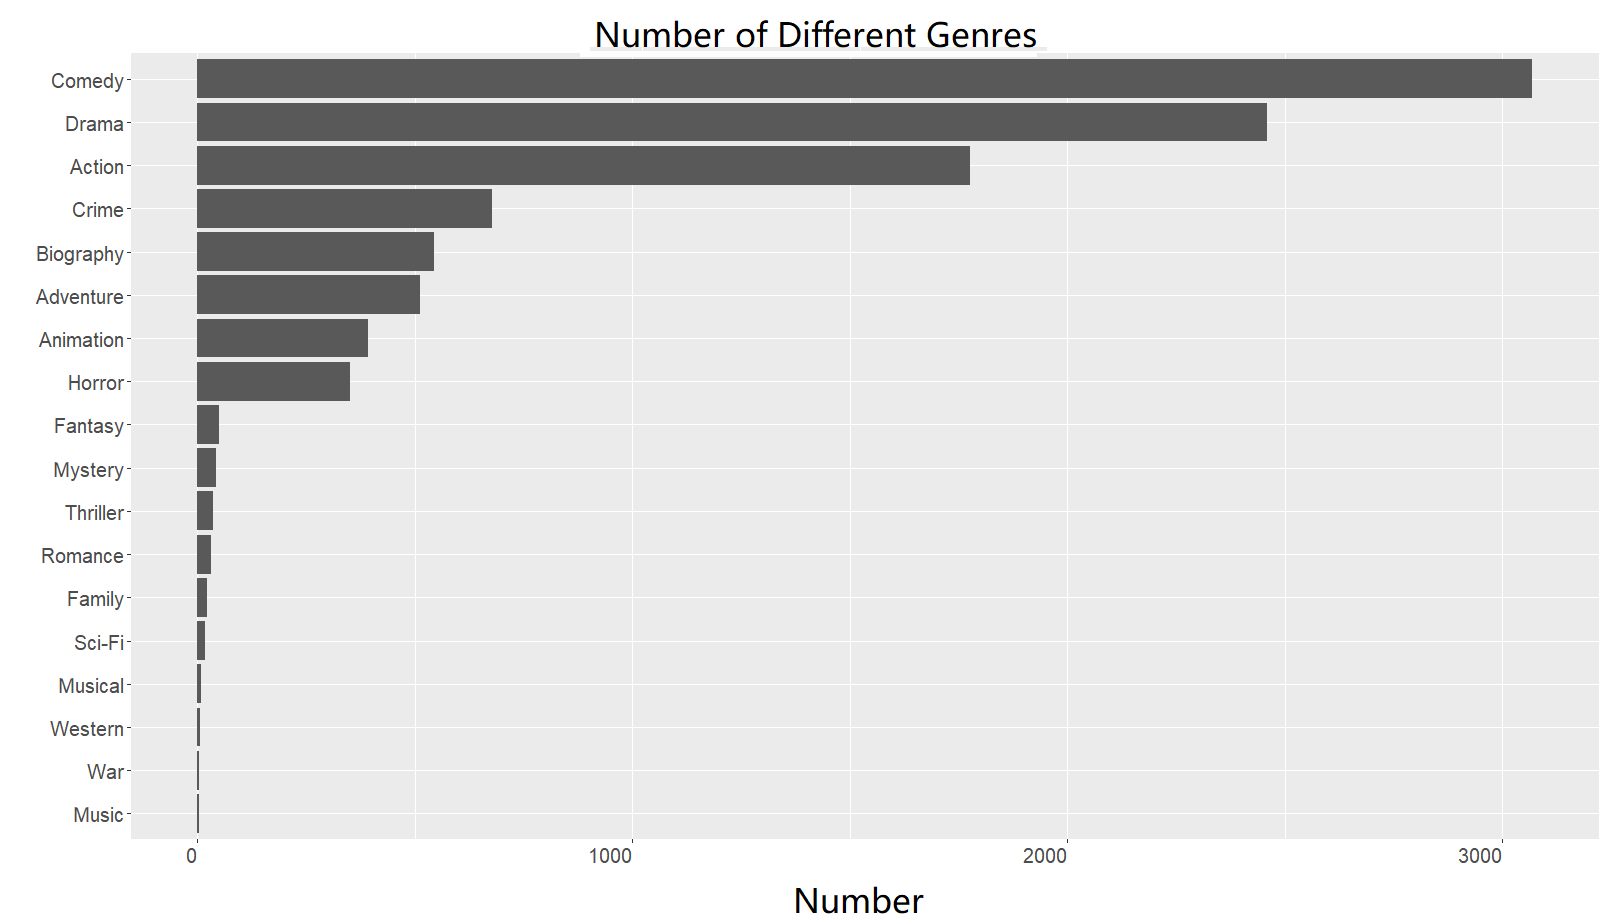 Number of Different Genres
Comedy
Drama
Action
Crime
Biography
Adventure
Animation
Horror
Fantasy
Mystery
Thriller
Romance
Family
Sci-Fi
Musical
Western
War
Music
0 1000 2000 3000
Number